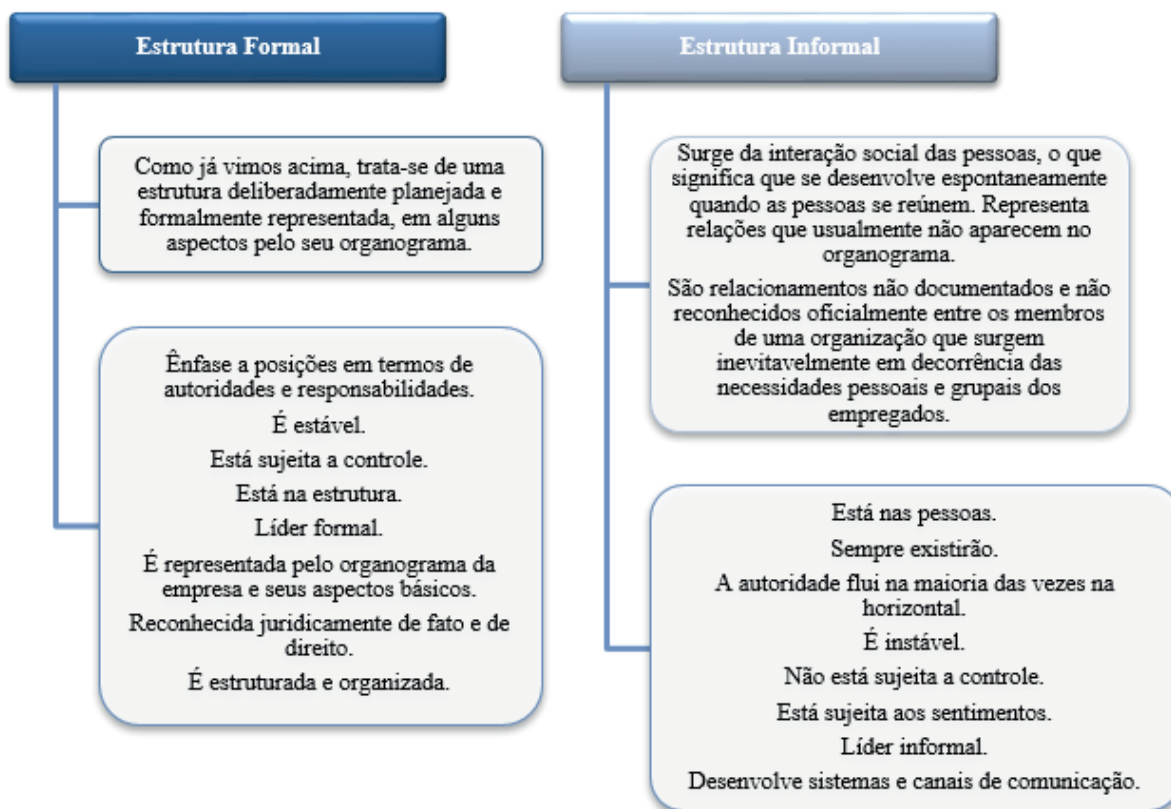 Estrutura Formal
Como já vimos acima, trata-se de uma
estrutura deliberadamente planejada e
formalmente representada, em alguns
aspectos pelo seu organograma.
Ênfase a posições em termos de
autoridades e responsabilidades.
É estável.
Está sujeita a controle.
Está na estrutura.
Líder formal.
É representada pelo organograma da
empresa e seus aspectos básicos.
Reconhecida juridicamente de fato e de
direito.
É estruturada e organizada.
Estrutura Informal
Surge da interação social das pessoas, o que
significa que se desenvolve espontaneamente
quando as pessoas se reúnem. Representa
relações que usualmente não aparecem no
organograma.
São relacionamentos não documentados e não
reconhecidos oficialmente entre os membros
de uma organização que surgem
inevitavelmente em decorrência das
necessidades pessoais e grupais dos
empregados.
Está nas pessoas.
Sempre existirão.
A autoridade flui na maioria das vezes na
horizontal.
É instável.
Não está sujeita a controle.
Está sujeita aos sentimentos.
Líder informal.
Desenvolve sistemas e canais de comunicação.